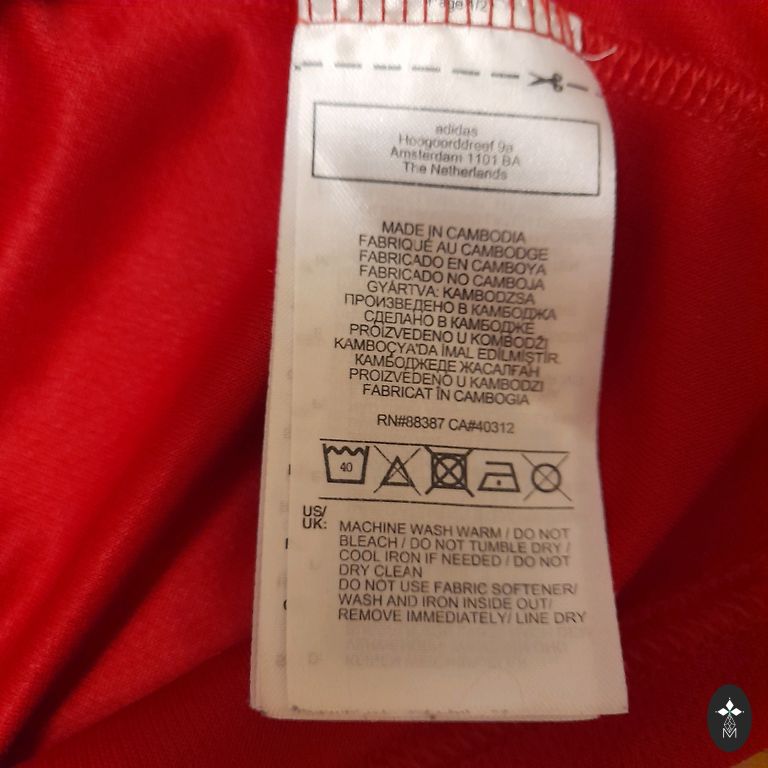 Page 1/2
adidas
Hoogoorddreef 9a
Amsterdam 1101 BA
The Netherlands
MADE IN CAMBODIA
FABRIQUÉ AU CAMBODGE
FABRICADO EN CAMBOYA
FABRICADO NO CAMBOJA
GYÁRTVA: KAMBODZSA
ПРОИЗВЕДЕНО В КАМБОДЖА
СДЕЛАНО В КАМБОДЖЕ
PROIZVEDENO U KOMBODŽI
KAMBOÇYA'DA İMAL EDİLMİŞTİR.
КАМБОДЖЕДЕ ЖАСАЛҒАН
PROIZVEDENO U KAMBODZI
FABRICAT ÎN CAMBOGIA
RN#88387 CA#40312
40
US/
UK:
MACHINE WASH WARM / DO NOT
BLEACH / DO NOT TUMBLE DRY /
COOL IRON IF NEEDED / DO NOT
DRY CLEAN
DO NOT USE FABRIC SOFTENER/
WASH AND IRON INSIDE OUT/
REMOVE IMMEDIATELY/ LINE DRY